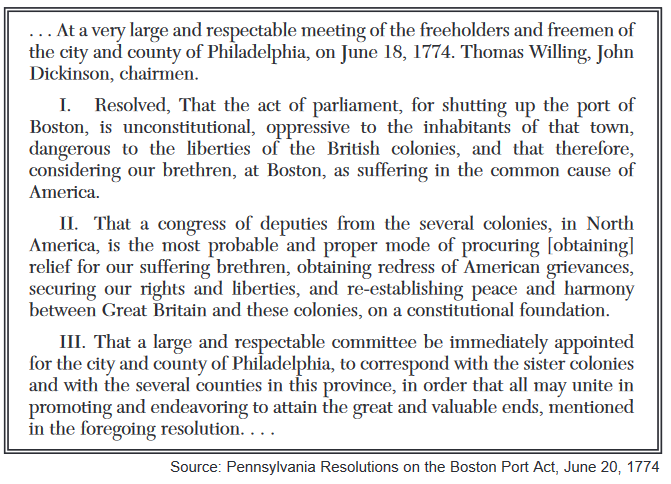 . . . At a very large and respectable meeting of the freeholders and freemen of
the city and county of Philadelphia, on June 18, 1774. Thomas Willing, John
Dickinson, chairmen.
I. Resolved, That the act of parliament, for shutting up the port of
Boston, is unconstitutional, oppressive to the inhabitants of that town,
dangerous to the liberties of the British colonies, and that therefore,
considering our brethren, at Boston, as suffering in the common cause of
America.
II. That a congress of deputies from the several colonies, in North
America, is the most probable and proper mode of procuring [obtaining]
relief for our suffering brethren, obtaining redress of American grievances,
securing our rights and liberties, and re-establishing peace and harmony
between Great Britain and these colonies, on a constitutional foundation.
III. That a large and respectable committee be immediately appointed
for the city and county of Philadelphia, to correspond with the sister colonies
and with the several counties in this province, in order that all may unite in
promoting and endeavoring to attain the great and valuable ends, mentioned
in the foregoing resolution. . . .
Source: Pennsylvania Resolutions on the Boston Port Act, June 20, 1774